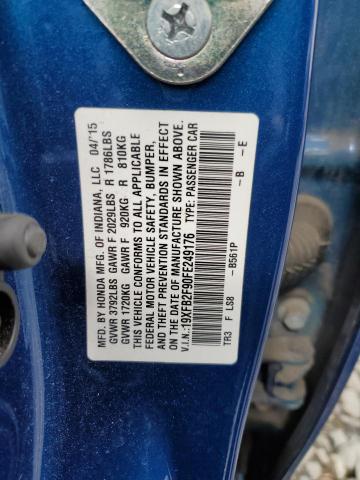 MFD. BY HONDA MFG. OF INDIANA, LLC 04/15
GVWR 3792LBS GAWR F 2029LBS R 1786LBS
GVWR 1720KG GAWR F 920KG R 810KG
THIS VEHICLE CONFORMS TO ALL APPLICABLE
FEDERAL MOTOR VEHICLE SAFETY, BUMPER,
AND THEFT PREVENTION STANDARDS IN EFFECT
ON THE DATE OF MANUFACTURE SHOWN ABOVE.
V.I.N.:19XFB2F90FE249176 TYPE: PASSENGER CAR
TR3 F LS8 -B -E
-B561P